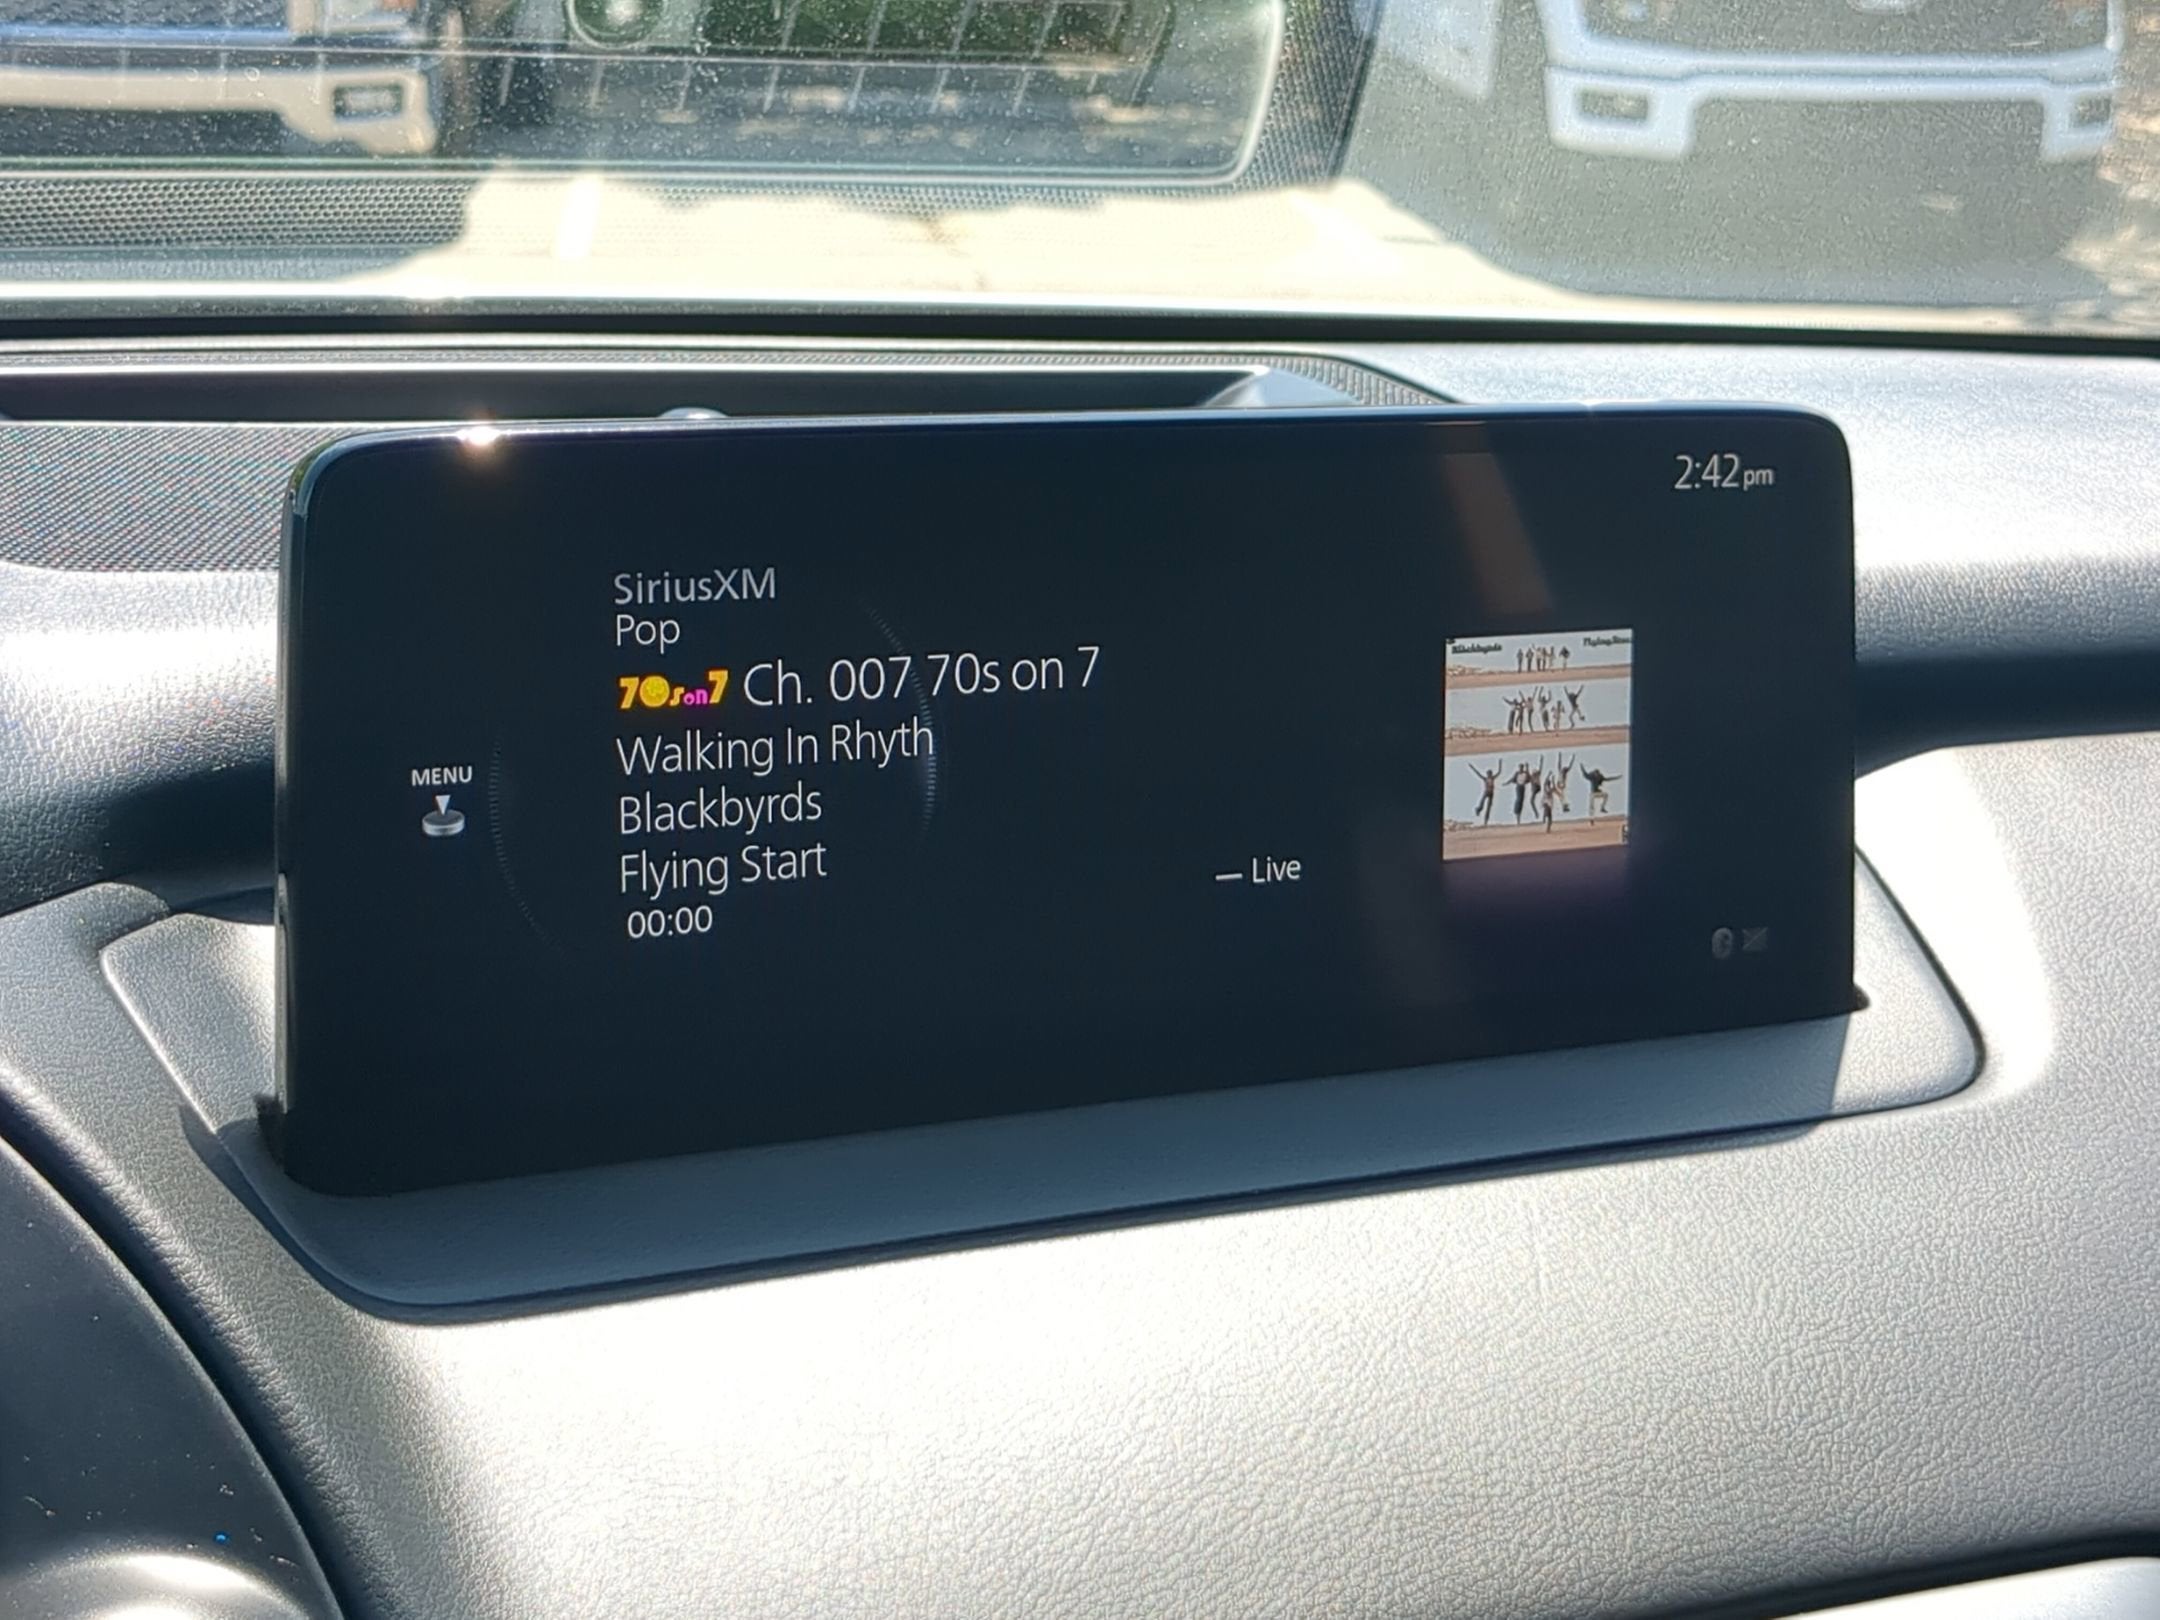 2:42pm
SiriusXM
Pop
70s on 7 Ch. 007 70s on 7
Walking In Rhyth
Blackbyrds
Flying Start
00:00
Live
MENU
Blackbyrds